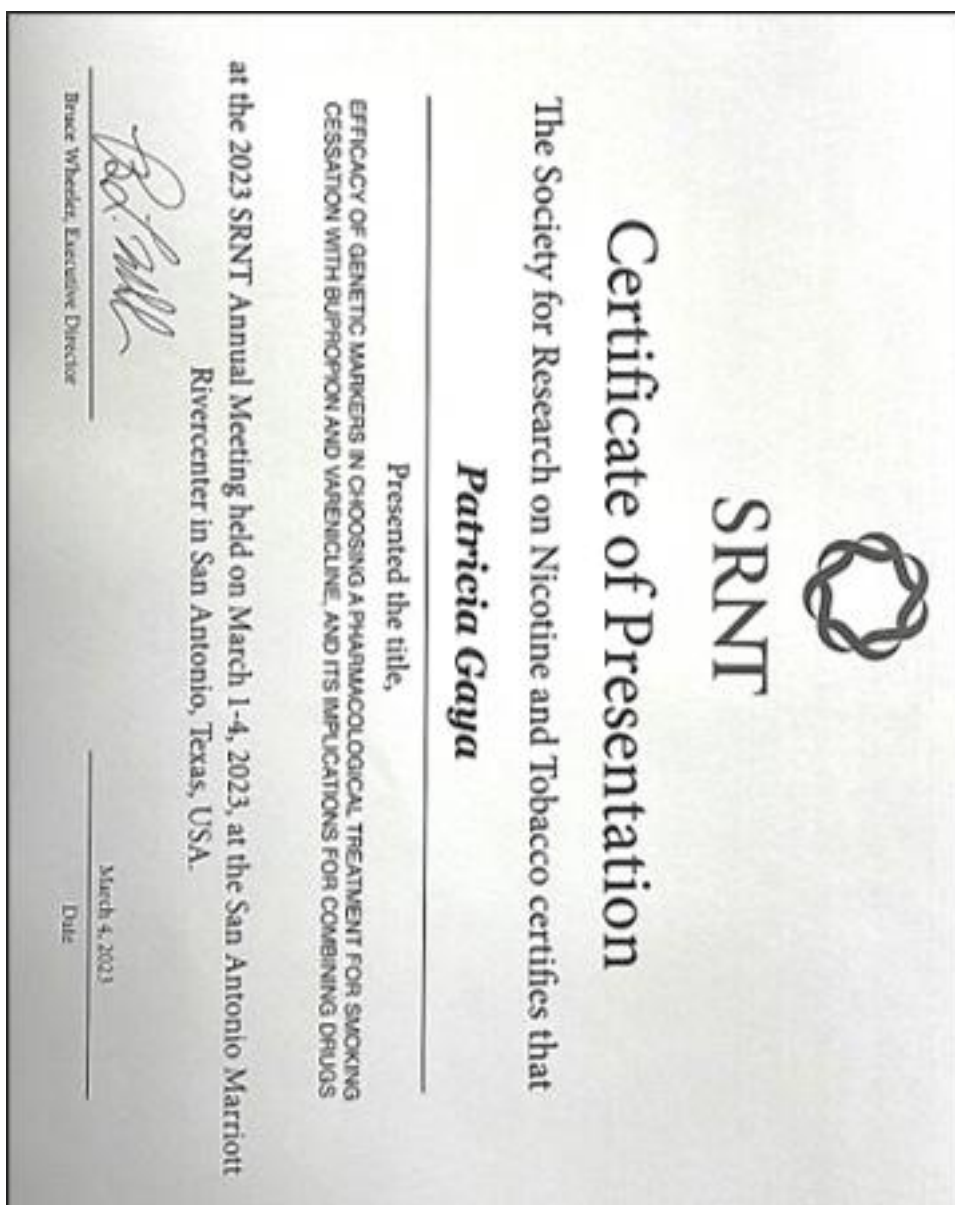 SRNT
Certificate of Presentation
The Society for Research on Nicotine and Tobacco certifies that
Patricia Gaya
Presented the title,
EFFICACY OF GENETIC MARKERS IN CHOOSING A PHARMACOLOGICAL TREATMENT FOR SMOKING
CESSATION WITH BUPROPION AND VARENICLINE, AND ITS IMPLICATIONS FOR COMBINING DRUGS
at the 2023 SRNT Annual Meeting held on March 1-4, 2023, at the San Antonio Marriott
Rivercenter in San Antonio, Texas, USA.
March 4, 2023
Bruce Wheeler, Executive Director
Date